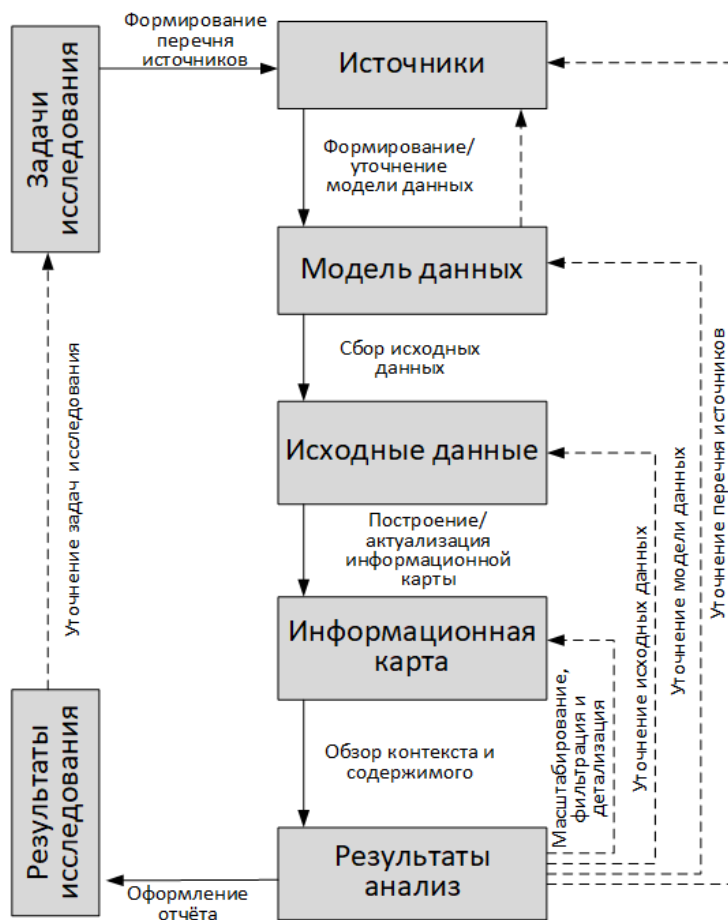 Формирование
перечня
источников
Источники
Задачи
исследования
Формирование/
уточнение
модели данных
Модель данных
Сбор исходных
данных
Исходные данные
Построение/
актуализация
информационной
карты
Информационная
карта
Обзор контекста и
содержимого
Результаты
анализ
Оформление
отчёта
Результаты
исследования
Уточнение задач исследования
Масштабирование,
фильтрация и
детализация
Уточнение исходных данных
Уточнение модели данных
Уточнение перечня источников